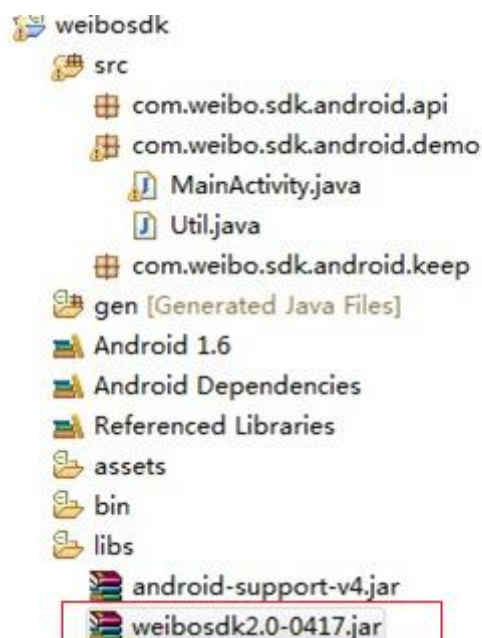 weibosdk
src
com.weibo.sdk.android.api
com.weibo.sdk.android.demo
MainActivity.java
Util.java
com.weibo.sdk.android.keep
gen [Generated Java Files]
Android 1.6
Android Dependencies
Referenced Libraries
assets
bin
libs
android-support-v4.jar
weibosdk2.0-0417.jar